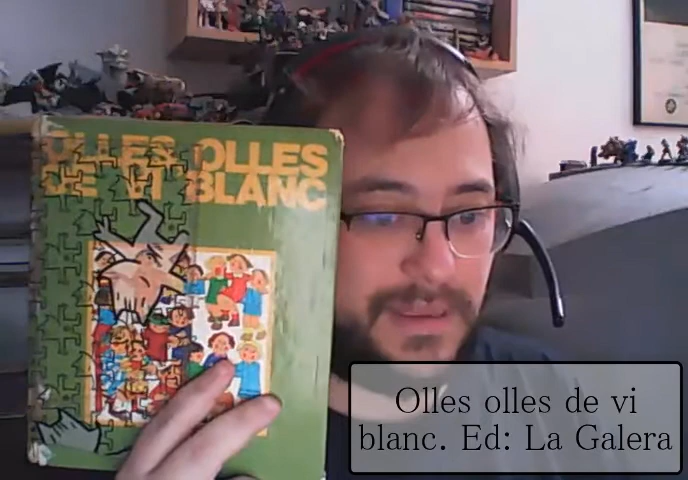 OLLES, OLLES
DE VI BLANC
Olles olles de vi
blanc. Ed: La Galera